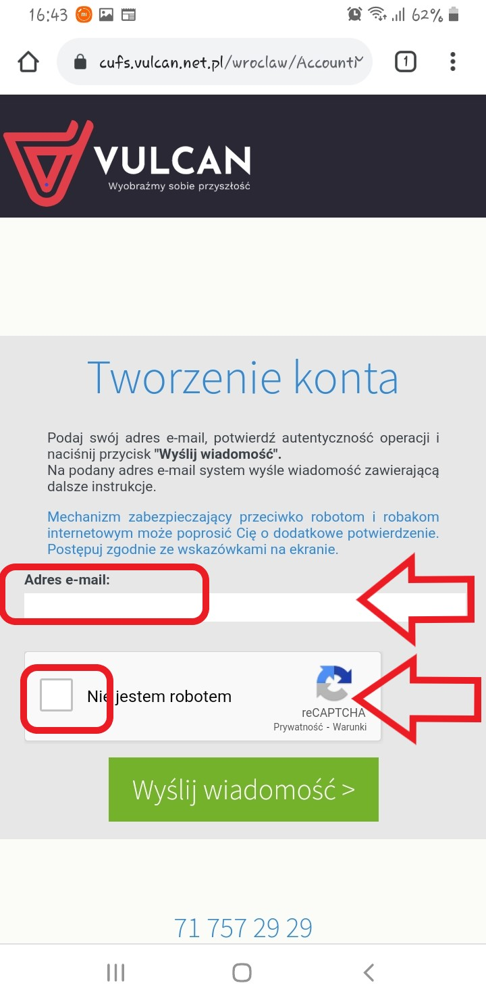 16:43 mi 62%
cufs.vulcan.net.pl/wroclaw/Account 1
VULCAN
Wyobraźmy sobie przyszłość
Tworzenie konta
Podaj swój adres e-mail, potwierdź autentyczność operacji i
naciśnij przycisk "Wyślij wiadomość".
Na podany adres e-mail system wyśle wiadomość zawierającą
dalsze instrukcje.
Mechanizm zabezpieczający przeciwko robotom i robakom
internetowym może poprosić Cię o dodatkowe potwierdzenie.
Postępuj zgodnie ze wskazówkami na ekranie.
Adres e-mail:
Nie jestem robotem
reCAPTCHA
Prywatność - Warunki
Wyślij wiadomość >
71 757 29 29